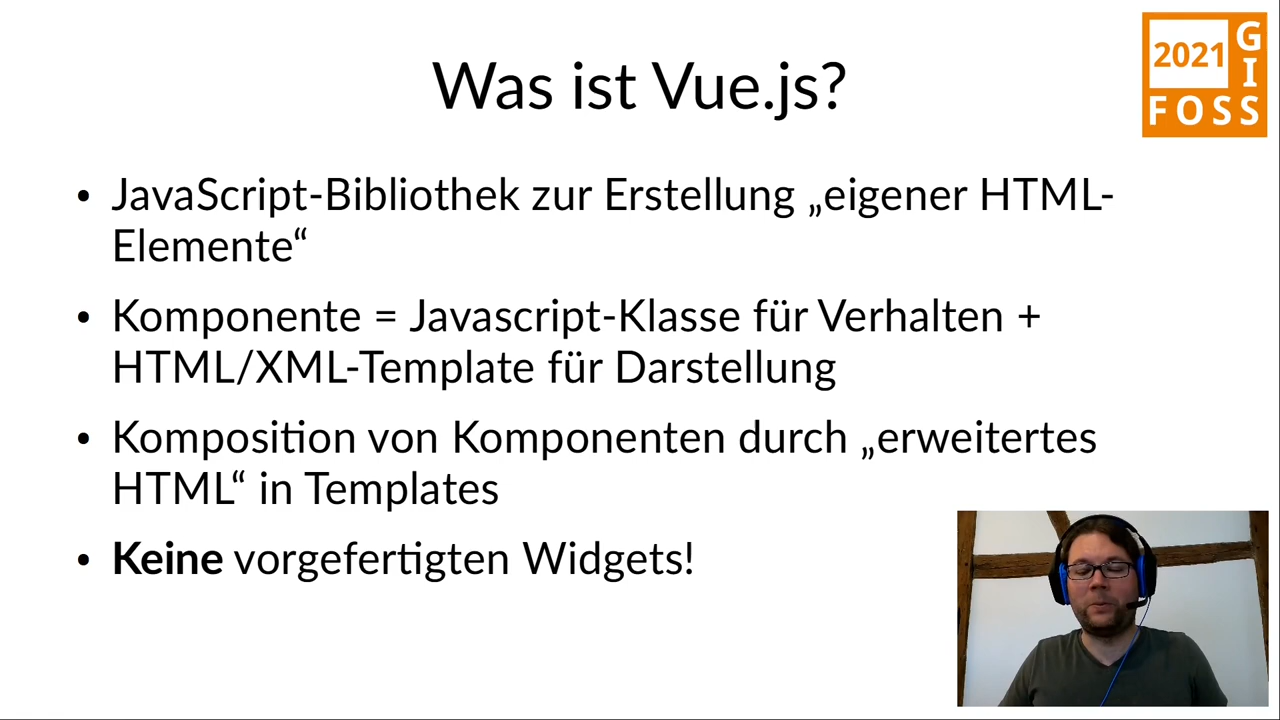 Was ist Vue.js?
2021
G
I
FOSS
• JavaScript-Bibliothek zur Erstellung „eigener HTML-
Elemente“
• Komponente = Javascript-Klasse für Verhalten +
HTML/XML-Template für Darstellung
• Komposition von Komponenten durch „erweitertes
HTML“ in Templates
• Keine vorgefertigten Widgets!